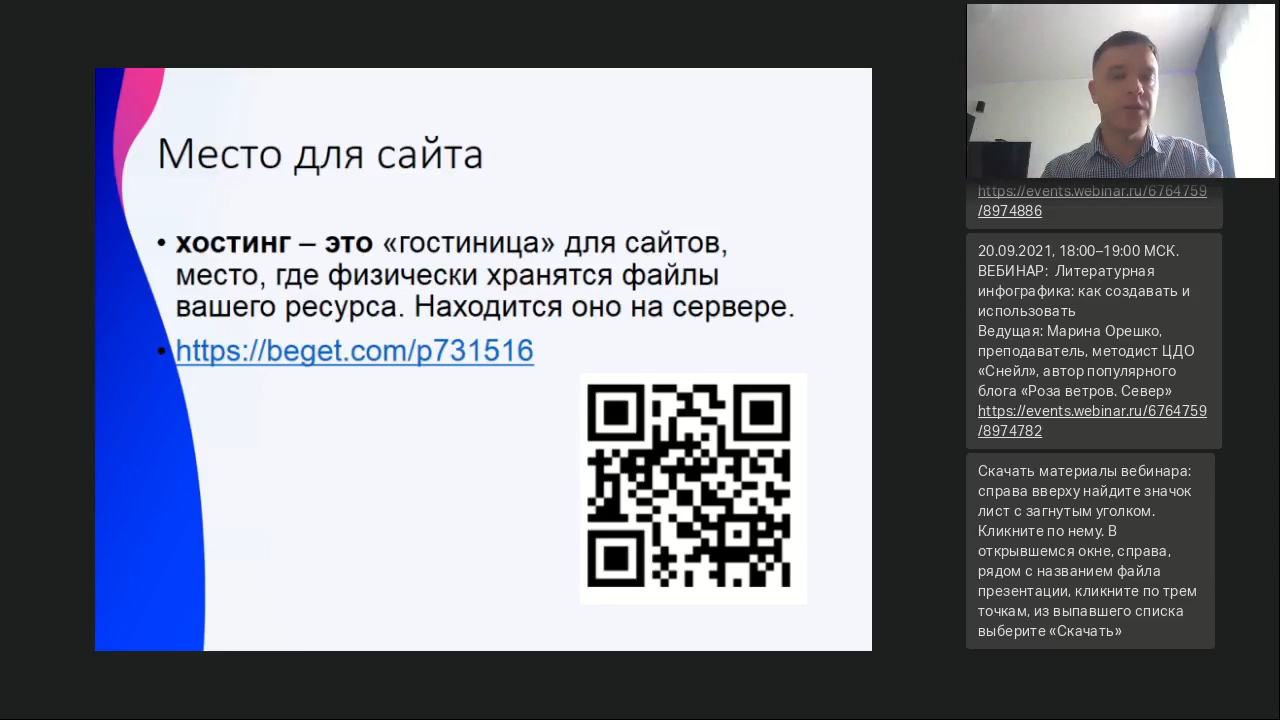 Место для сайта
• хостинг – это «гостиница» для сайтов,
место, где физически хранятся файлы
вашего ресурса. Находится оно на сервере.
• https://beget.com/p731516
https://events.webinar.ru/6764759
/8974886
20.09.2021, 18:00–19:00 МСК.
ВЕБИНАР: Литературная
инфографика: как создавать и
использовать
Ведущая: Марина Орешко,
преподаватель, методист ЦДО
«Снейл», автор популярного
блога «Роза ветров. Север»
https://events.webinar.ru/6764759
/8974782
Скачать материалы вебинара:
справа вверху найдите значок
лист с загнутым уголком.
Кликните по нему. В
открывшемся окне, справа,
рядом с названием файла
презентации, кликните по трем
точкам, из выпавшего списка
выберите «Скачать»